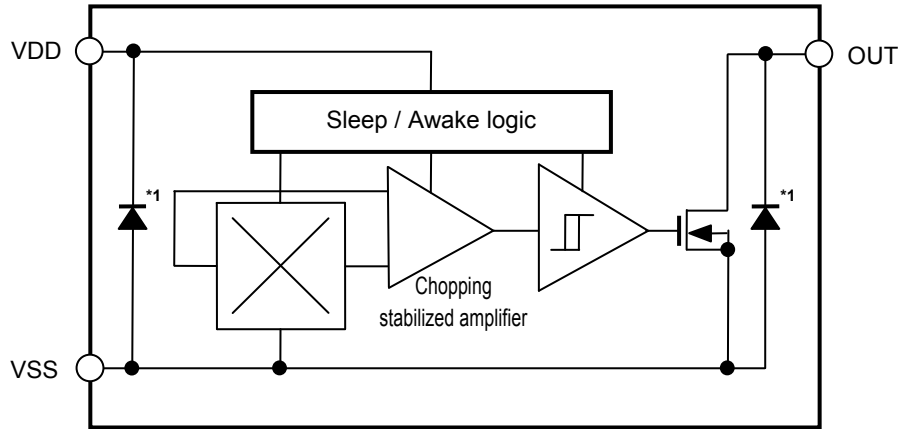 VDD
OUT
Sleep / Awake logic
*1
*1
Chopping
stabilized amplifier
VSS